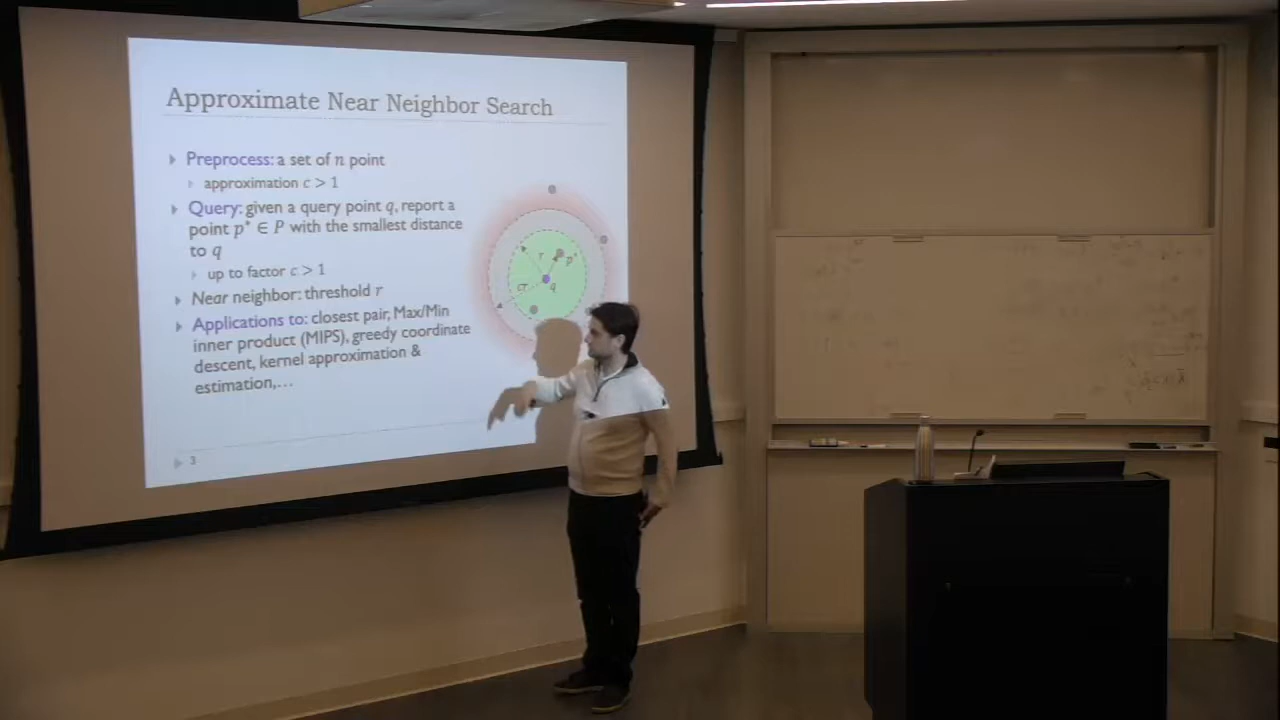 Approximate Near Neighbor Search
Preprocess: a set of n point
approximation c > 1
Query: given a query point q, report a
point p* ∈ P with the smallest distance
to q
up to factor c > 1
Near neighbor: threshold r
Applications to: closest pair, Max/Min
inner product (MIPS), greedy coordinate
descent, kernel approximation &
estimation,…
r
p*
cr
q
3